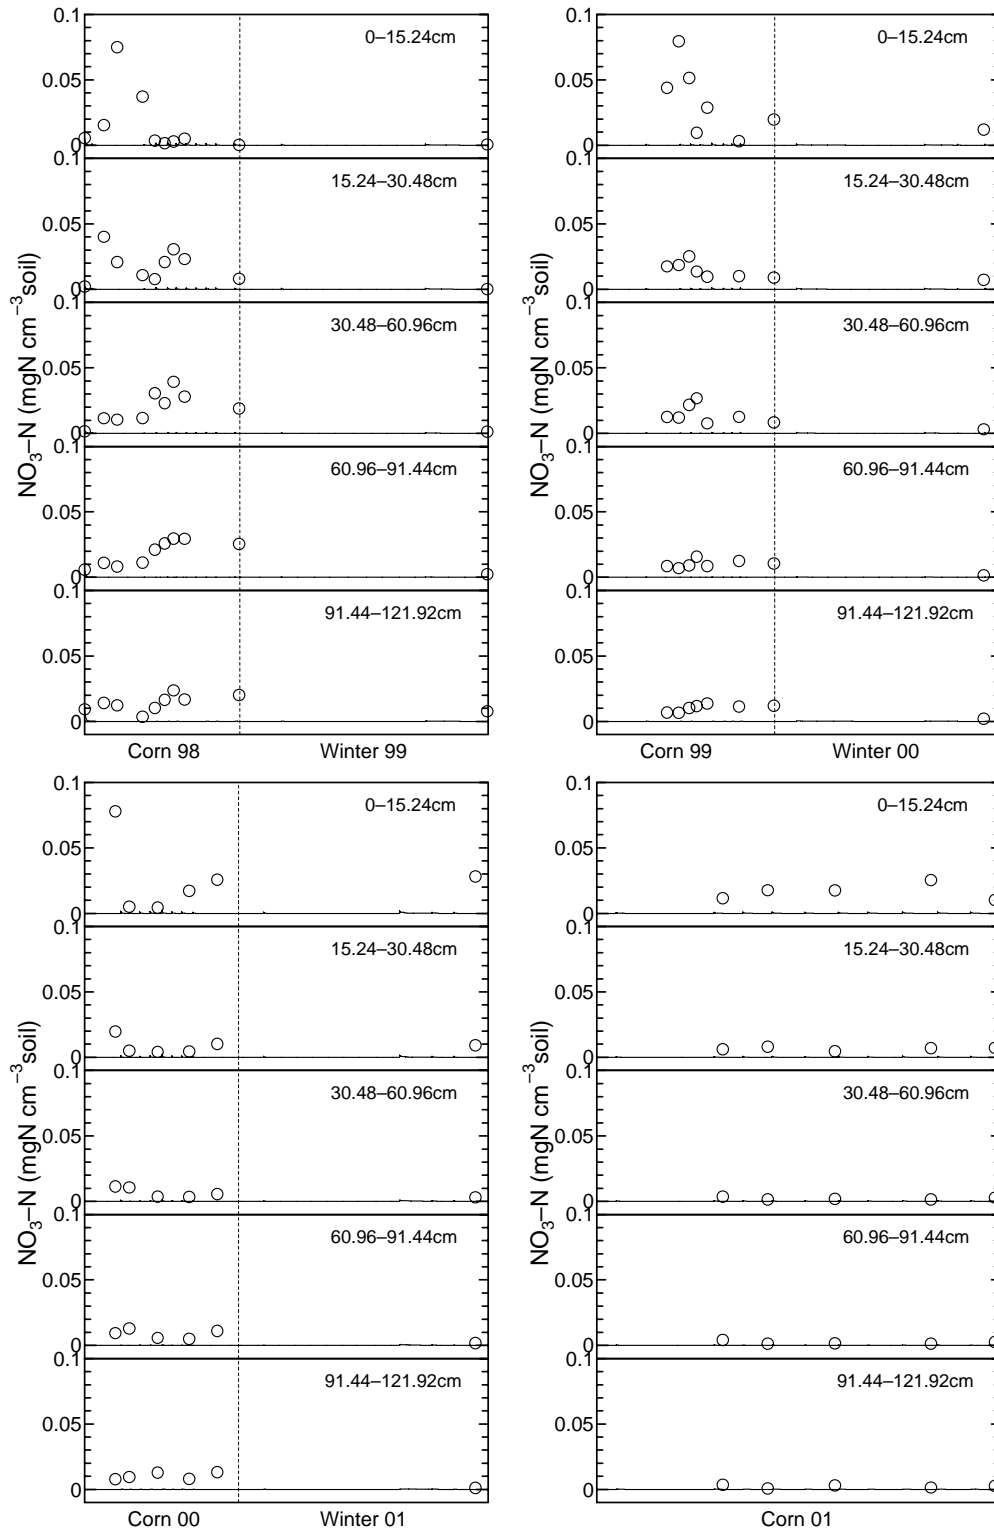 0.1
0–15.24cm
0.05
0
0.1
15.24–30.48cm
0.05
0
0.1
30.48–60.96cm
0.05
0
0.1
60.96–91.44cm
0.05
0
0.1
91.44–121.92cm
0.05
0
NO₃–N (mgN cm⁻³soil)
Corn 98 Winter 99
0.1
0–15.24cm
0.05
0
0.1
15.24–30.48cm
0.05
0
0.1
30.48–60.96cm
0.05
0
0.1
60.96–91.44cm
0.05
0
0.1
91.44–121.92cm
0.05
0
NO₃–N (mgN cm⁻³soil)
Corn 99 Winter 00
0.1
0–15.24cm
0.05
0
0.1
15.24–30.48cm
0.05
0
0.1
30.48–60.96cm
0.05
0
0.1
60.96–91.44cm
0.05
0
0.1
91.44–121.92cm
0.05
0
NO₃–N (mgN cm⁻³soil)
Corn 00 Winter 01
0.1
0–15.24cm
0.05
0
0.1
15.24–30.48cm
0.05
0
0.1
30.48–60.96cm
0.05
0
0.1
60.96–91.44cm
0.05
0
0.1
91.44–121.92cm
0.05
0
NO₃–N (mgN cm⁻³soil)
Corn 01